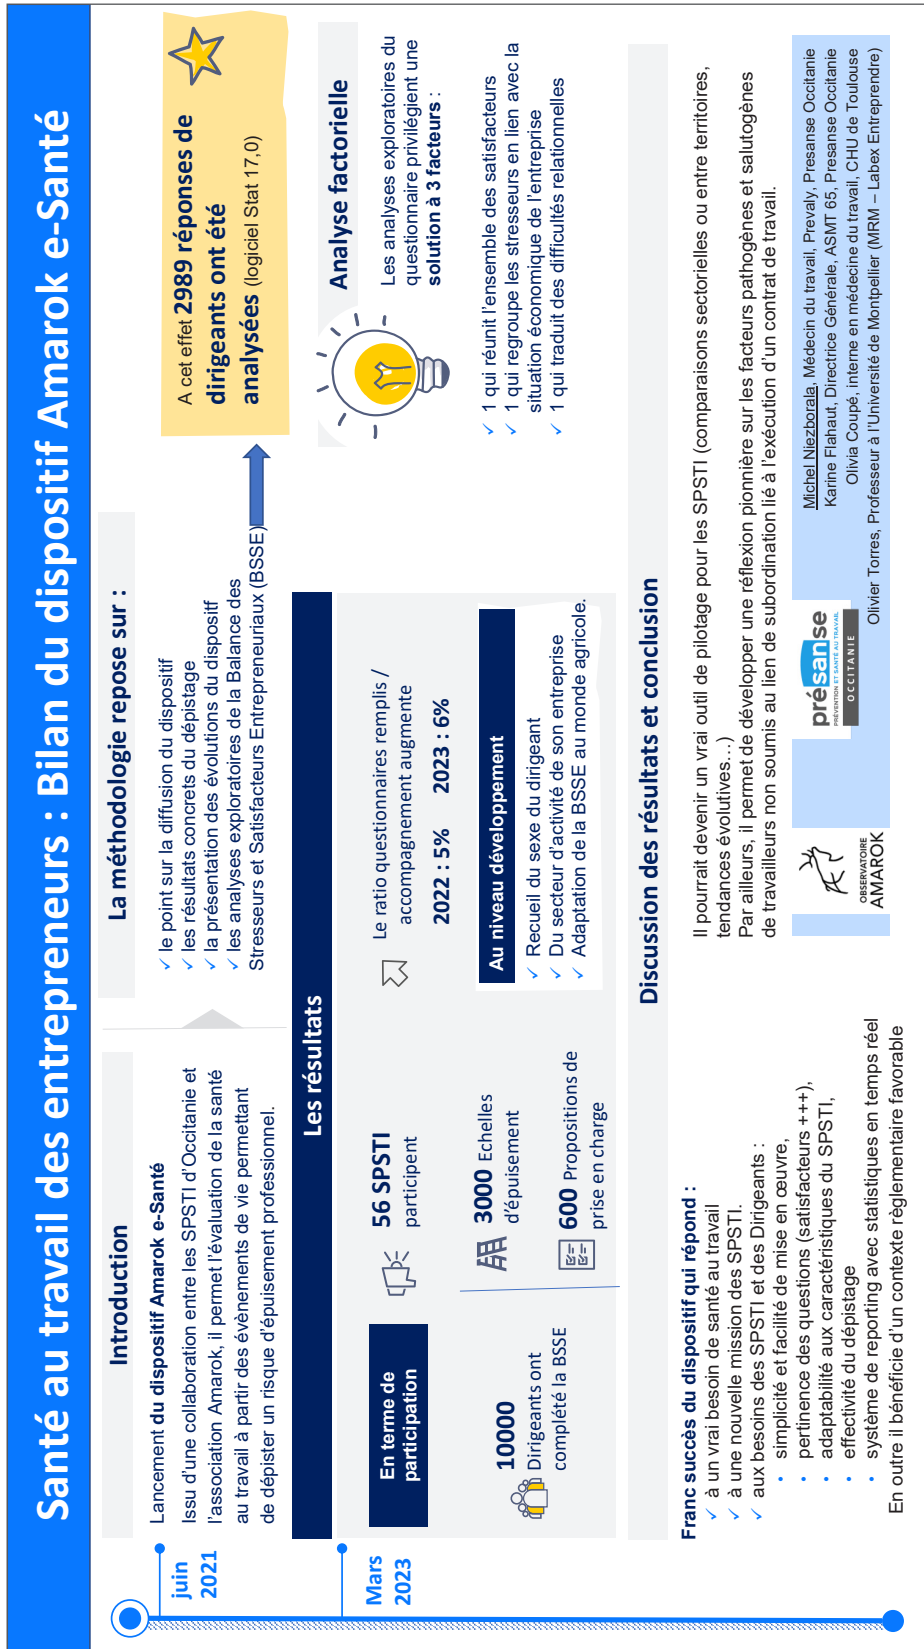 Santé au travail des entrepreneurs : Bilan du dispositif Amarok e-Santé
juin
2021
Introduction
Lancement du dispositif Amarok e-Santé
Issu d'une collaboration entre les SPSTI d'Occitanie et
l'association Amarok, il permet l'évaluation de la santé
au travail à partir des évènements de vie permettant
de dépister un risque d'épuisement professionnel.
La méthodologie repose sur :
✓ le point sur la diffusion du dispositif
✓ les résultats concrets du dépistage
✓ la présentation des évolutions du dispositf
✓ les analyses exploratoires de la Balance des
Stresseurs et Satisfacteurs Entrepreneuriaux (BSSE)
A cet effet 2989 réponses de
dirigeants ont été
analysées (logiciel Stat 17,0)
Mars
2023
Les résultats
En terme de
participation
10000
Dirigeants ont
complété la BSSE
56 SPSTI
participent
3000 Echelles
d'épuisement
600 Propositions de
prise en charge
Le ratio questionnaires remplis /
accompagnement augmente
2022 : 5% 2023 : 6%
Au niveau développement
✓ Recueil du sexe du dirigeant
✓ Du secteur d'activité de son entreprise
✓ Adaptation de la BSSE au monde agricole.
Analyse factorielle
Les analyses exploratoires du
questionnaire privilégient une
solution à 3 facteurs :
✓ 1 qui réunit l'ensemble des satisfacteurs
✓ 1 qui regroupe les stresseurs en lien avec la
situation économique de l'entreprise
✓ 1 qui traduit des difficultés relationnelles
Discussion des résultats et conclusion
Franc succès du dispositif qui répond :
✓ à un vrai besoin de santé au travail
✓ à une nouvelle mission des SPSTI.
✓ aux besoins des SPSTI et des Dirigeants :
• simplicité et facilité de mise en œuvre,
• pertinence des questions (satisfacteurs +++),
• adaptabilité aux caractéristiques du SPSTI,
• effectivité du dépistage
• système de reporting avec statistiques en temps réel
En outre il bénéficie d'un contexte règlementaire favorable
Il pourrait devenir un vrai outil de pilotage pour les SPSTI (comparaisons sectorielles ou entre territoires,
tendances évolutives…)
Par ailleurs, il permet de développer une réflexion pionnière sur les facteurs pathogènes et salutogènes
de travailleurs non soumis au lien de subordination lié à l'exécution d'un contrat de travail.
OBSERVATOIRE
AMAROK
présanse
PRÉVENTION ET SANTÉ AU TRAVAIL
OCCITANIE
Michel Niezborala, Médecin du travail, Prevaly, Presanse Occitanie
Karine Flahaut, Directrice Générale, ASMT 65, Presanse Occitanie
Olivia Coupé, interne en médecine du travail, CHU de Toulouse
Olivier Torres, Professeur à l'Université de Montpellier (MRM – Labex Entreprendre)